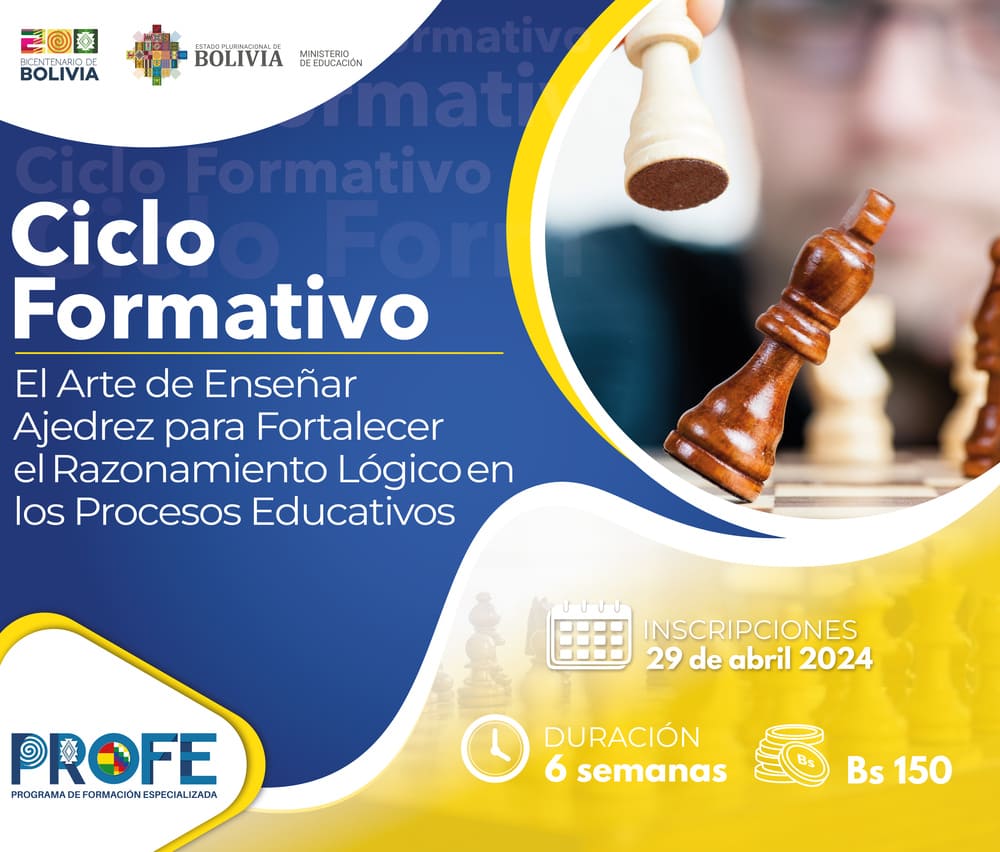 BICENTENARIO DE
BOLIVIA
ESTADO PLURINACIONAL DE
BOLIVIA
MINISTERIO
DE EDUCACIÓN
Formativo
Formativo
Ciclo Formativo
Ciclo Form
Ciclo
Formativo
El Arte de Enseñar
Ajedrez para Fortalecer
el Razonamiento Lógico en
los Procesos Educativos
INSCRIPCIONES
29 de abril 2024
DURACIÓN
6 semanas
Bs
Bs 150
PROFE
PROGRAMA DE FORMACIÓN ESPECIALIZADA